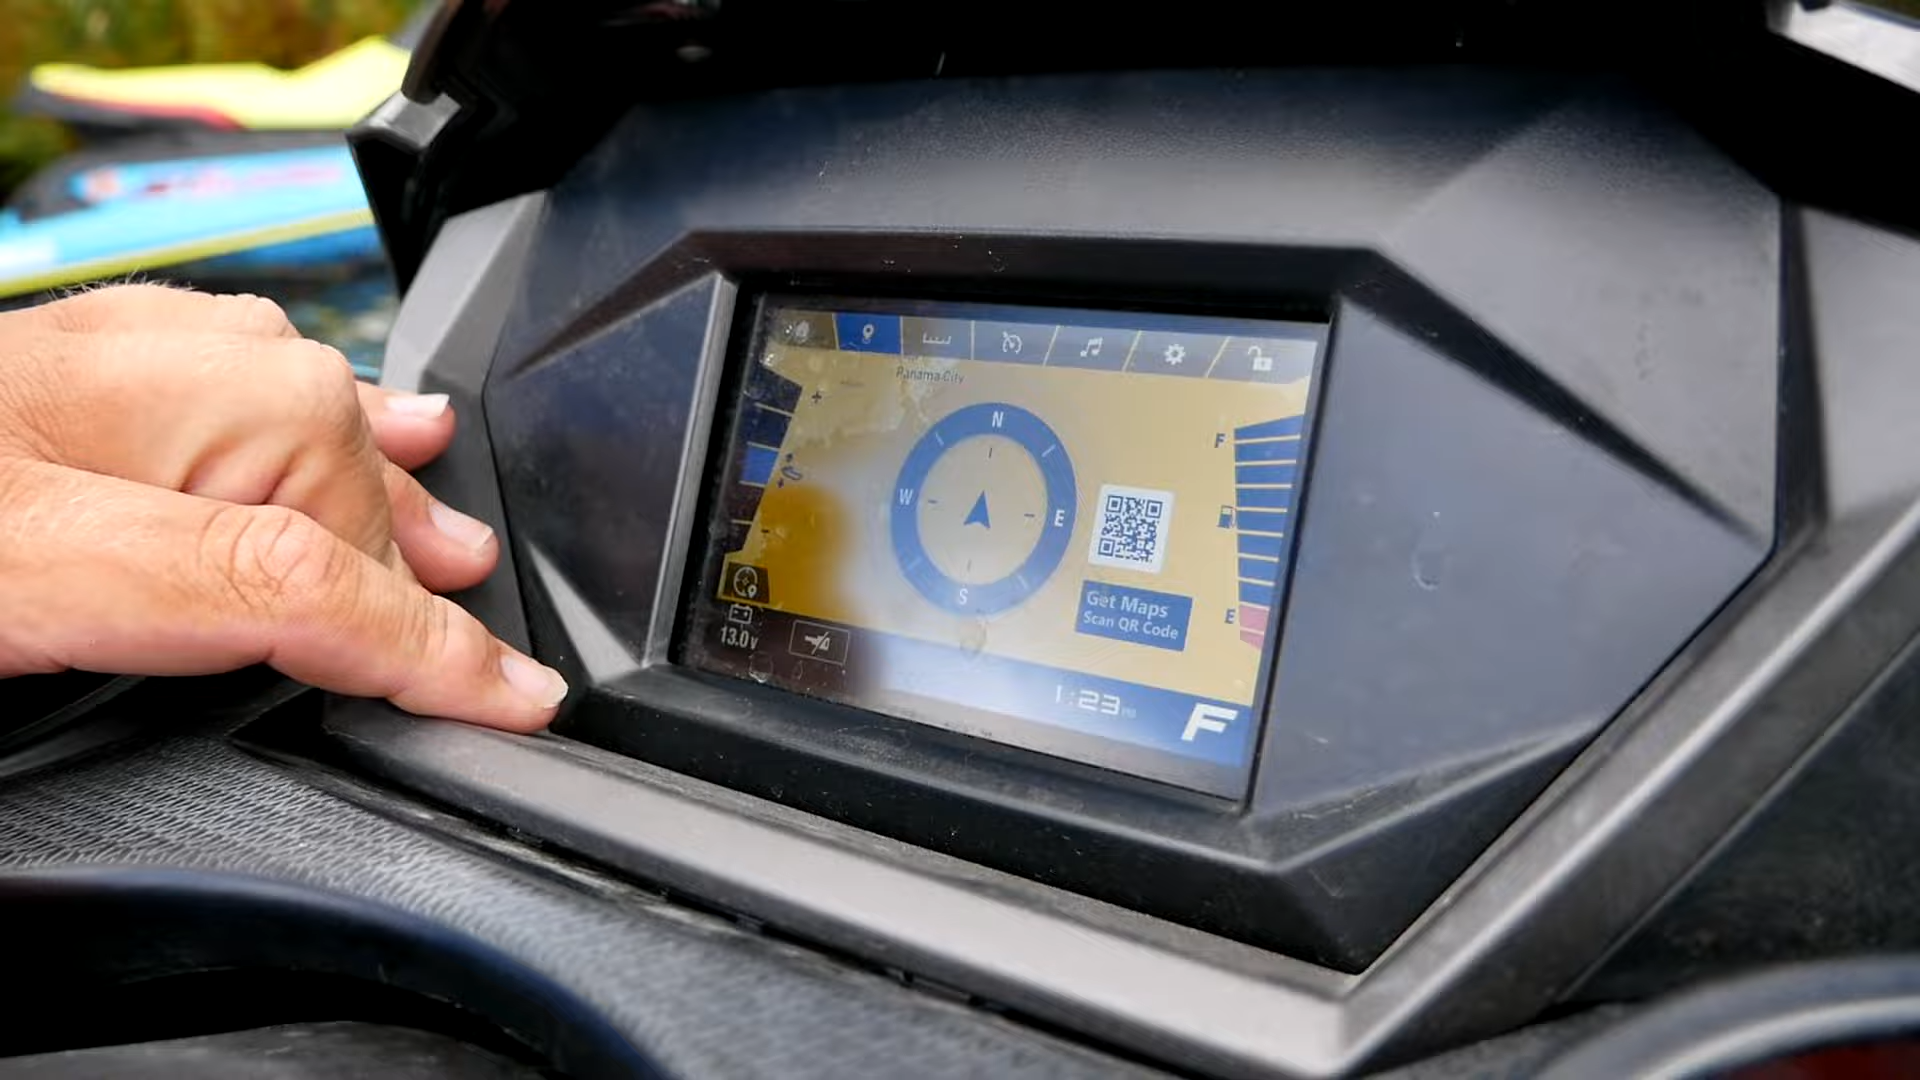 Panama City
N
W
E
S
F
E
Get Maps
Scan QR Code
13.0v
1:23
F